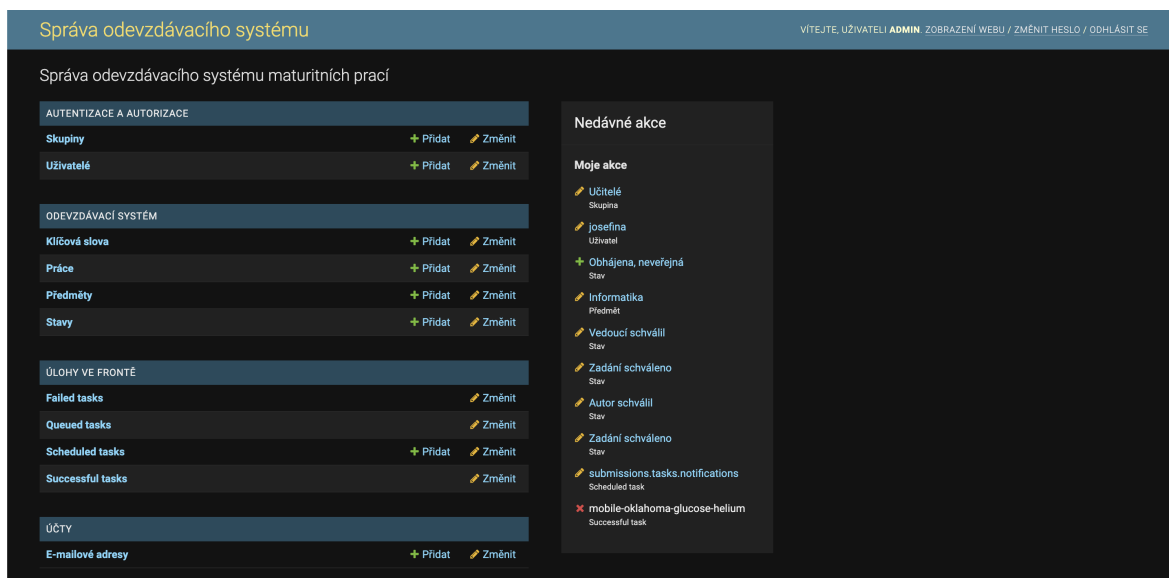 Správa odevzdávacího systému
VÍTEJTE, UŽIVATELI ADMIN. ZOBRAZENÍ WEBU / ZMĚNIT HESLO / ODHLÁSIT SE
Správa odevzdávacího systému maturitních prací
AUTENTIZACE A AUTORIZACE
Skupiny Přidat Změnit
Uživatelé Přidat Změnit
ODEVZDÁVACÍ SYSTÉM
Klíčová slova Přidat Změnit
Práce Přidat Změnit
Předměty Přidat Změnit
Stavy Přidat Změnit
ÚLOHY VE FRONTĚ
Failed tasks Změnit
Queued tasks Změnit
Scheduled tasks Přidat Změnit
Successful tasks Změnit
ÚČTY
E-mailové adresy Přidat Změnit
Nedávné akce
Moje akce
Učitelé
Skupina
josefina
Uživatel
Obhájena, neveřejná
Stav
Informatika
Předmět
Vedoucí schválil
Stav
Zadání schváleno
Stav
Autor schválil
Stav
Zadání schváleno
Stav
submissions.tasks.notifications
Scheduled task
mobile-oklahoma-glucose-helium
Successful task